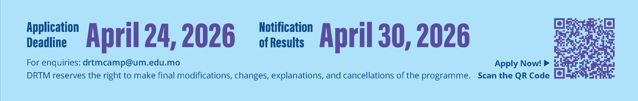 Application Deadline April 24, 2026
Notification of Results April 30, 2026
For enquiries: drtmcamp@um.edu.mo
DRTM reserves the right to make final modifications, changes, explanations, and cancellations of the programme.
Apply Now! ▶
Scan the QR Code